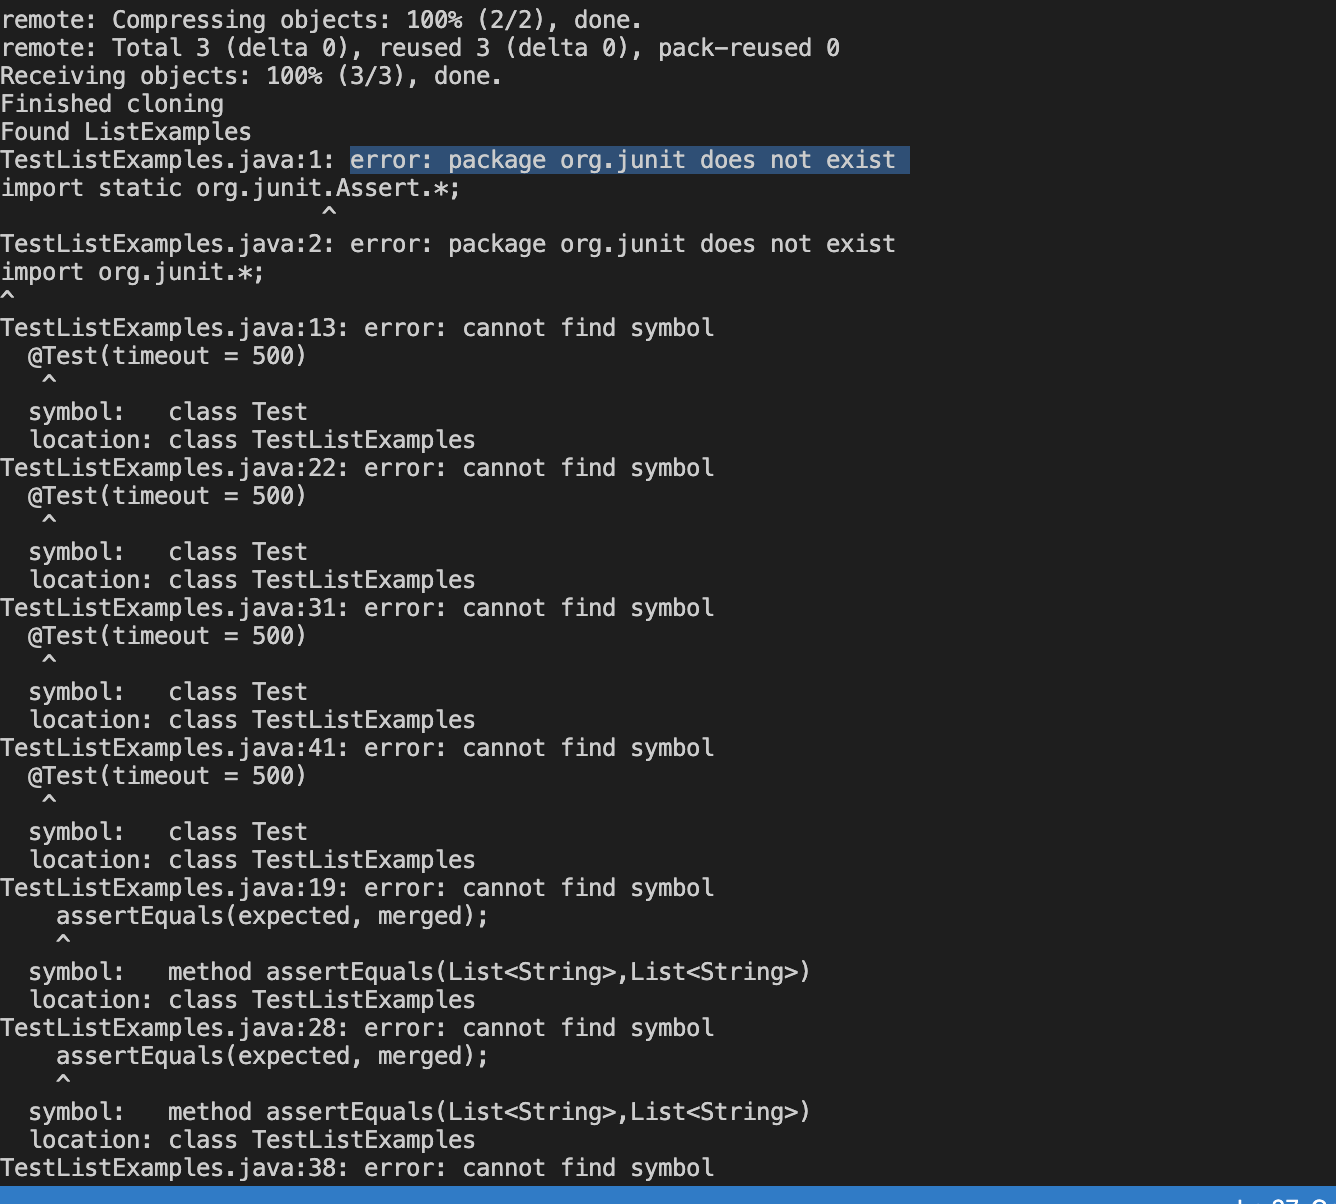 remote: Compressing objects: 100% (2/2), done.
remote: Total 3 (delta 0), reused 3 (delta 0), pack-reused 0
Receiving objects: 100% (3/3), done.
Finished cloning
Found ListExamples
TestListExamples.java:1: error: package org.junit does not exist
import static org.junit.Assert.*;
                       ^
TestListExamples.java:2: error: package org.junit does not exist
import org.junit.*;
^
TestListExamples.java:13: error: cannot find symbol
  @Test(timeout = 500)
   ^
  symbol:   class Test
  location: class TestListExamples
TestListExamples.java:22: error: cannot find symbol
  @Test(timeout = 500)
   ^
  symbol:   class Test
  location: class TestListExamples
TestListExamples.java:31: error: cannot find symbol
  @Test(timeout = 500)
   ^
  symbol:   class Test
  location: class TestListExamples
TestListExamples.java:41: error: cannot find symbol
  @Test(timeout = 500)
   ^
  symbol:   class Test
  location: class TestListExamples
TestListExamples.java:19: error: cannot find symbol
    assertEquals(expected, merged);
    ^
  symbol:   method assertEquals(List<String>,List<String>)
  location: class TestListExamples
TestListExamples.java:28: error: cannot find symbol
    assertEquals(expected, merged);
    ^
  symbol:   method assertEquals(List<String>,List<String>)
  location: class TestListExamples
TestListExamples.java:38: error: cannot find symbol